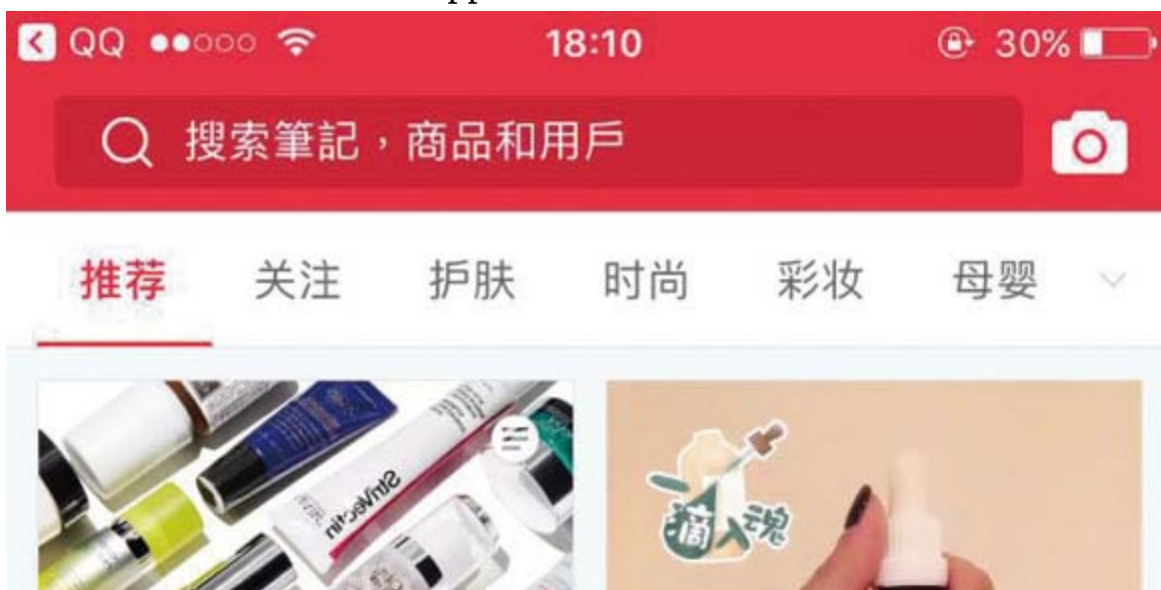 QQ 18:10 30%
搜索筆記，商品和用戶
推荐 关注 护肤 时尚 彩妆 母婴
StriVectin
一滴入魂